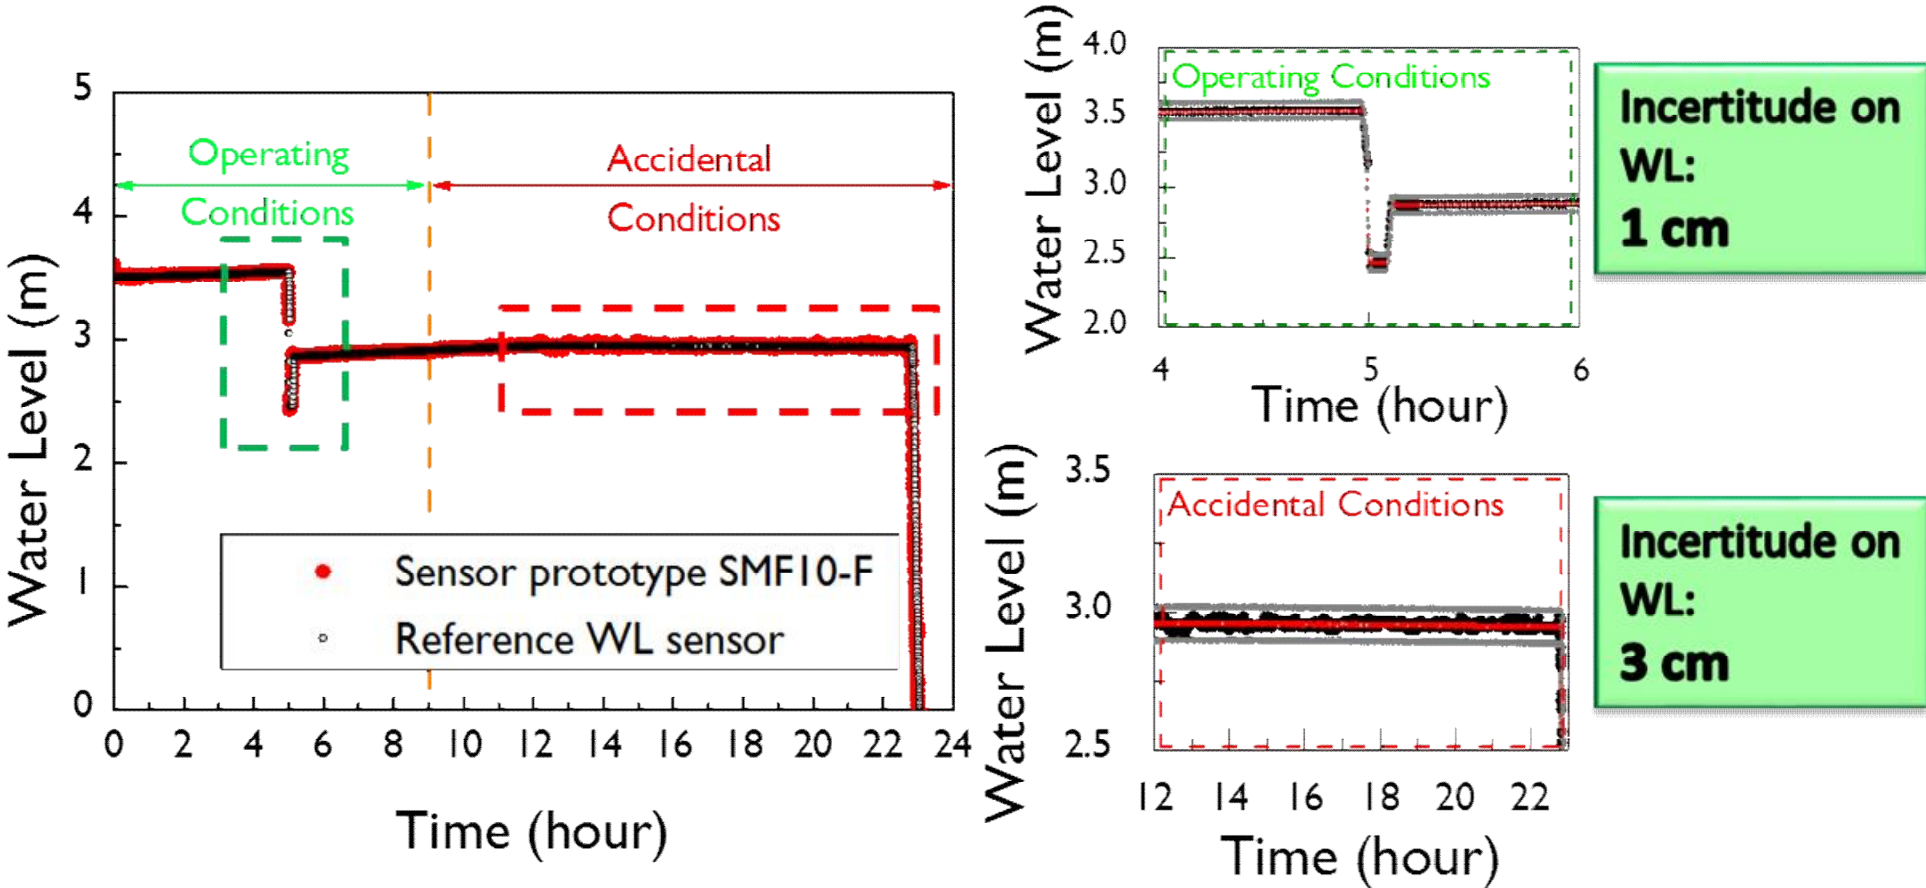 Water Level (m)
5
4
3
2
1
0
Operating
Conditions
Accidental
Conditions
Sensor prototype SMF10-F
Reference WL sensor
0 2 4 6 8 10 12 14 16 18 20 22 24
Time (hour)
Water Level (m)
4.0
3.5
3.0
2.5
2.0
Operating Conditions
4 5 6
Time (hour)
Incertitude on
WL:
1 cm
Water Level (m)
3.5
3.0
2.5
Accidental Conditions
12 14 16 18 20 22
Time (hour)
Incertitude on
WL:
3 cm